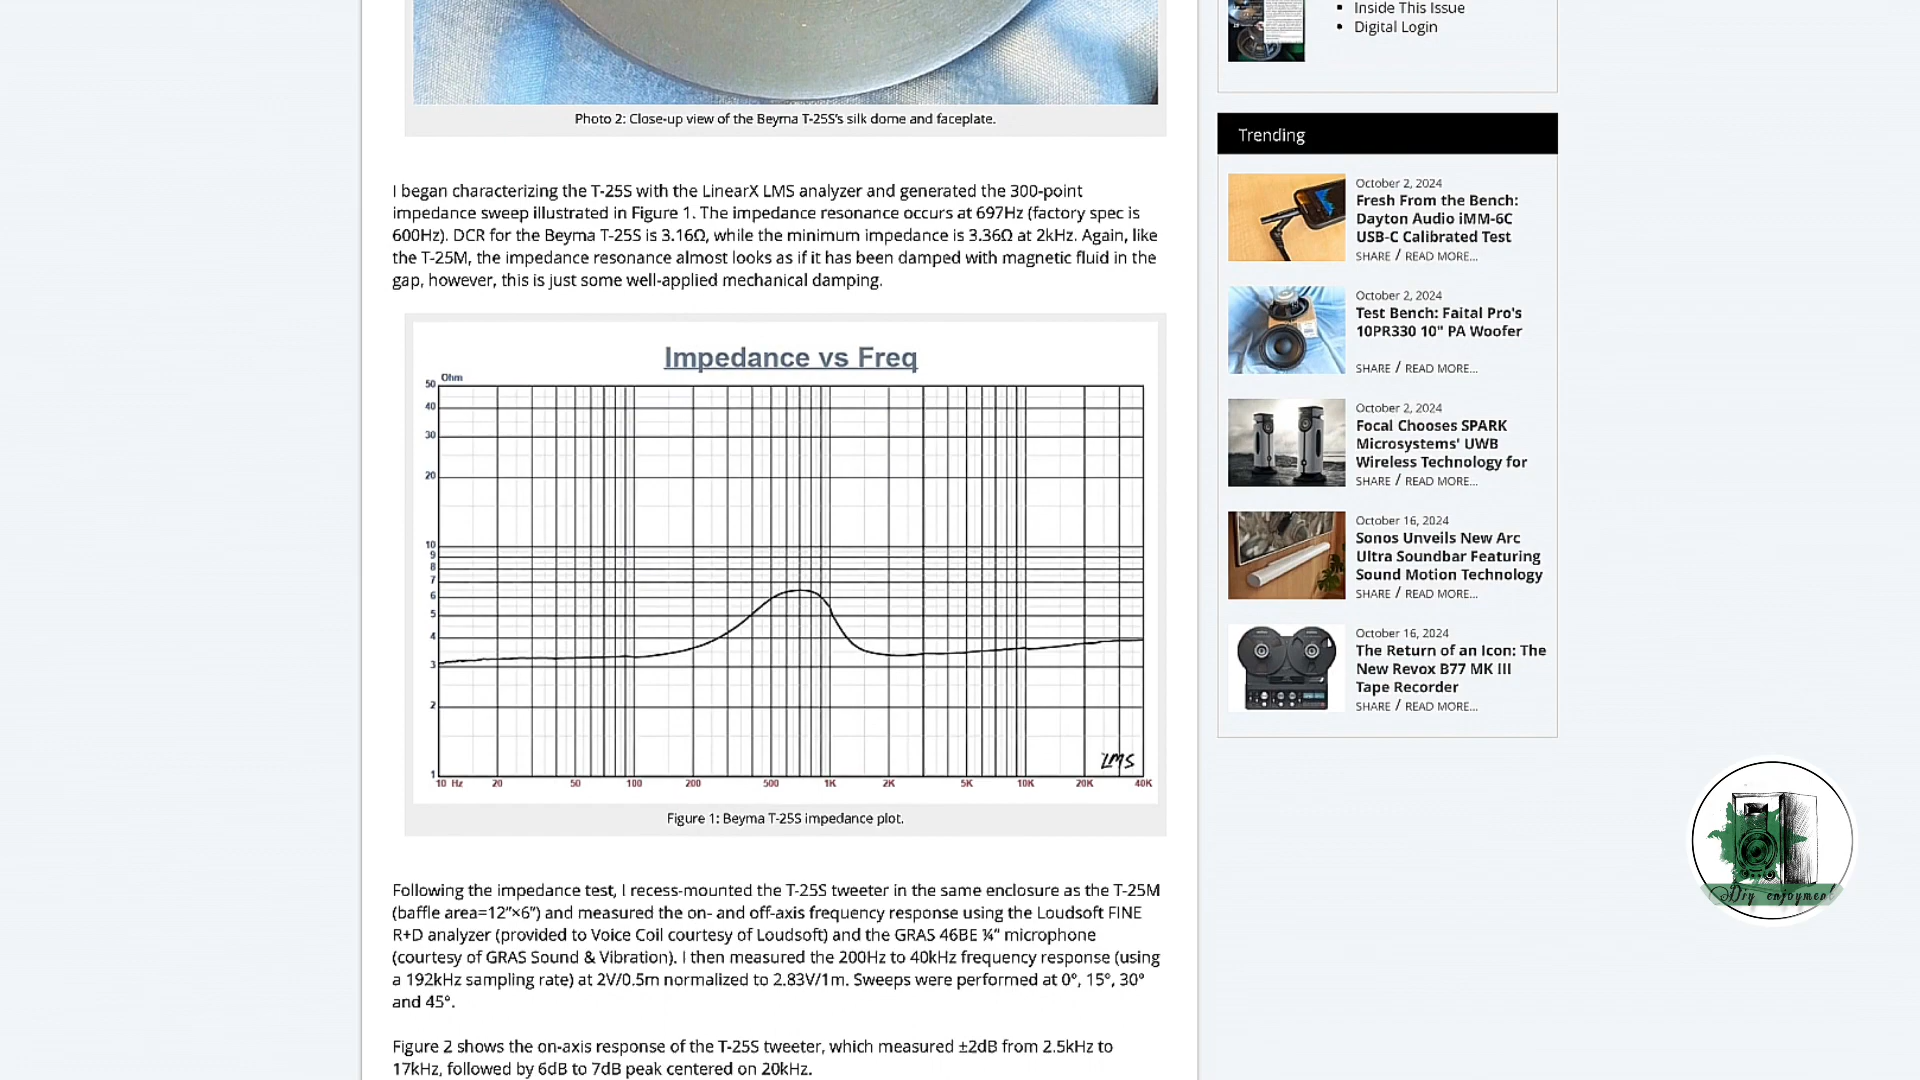 Inside This Issue
Digital Login
Photo 2: Close-up view of the Beyma T-25S's silk dome and faceplate.
I began characterizing the T-25S with the LinearX LMS analyzer and generated the 300-point
impedance sweep illustrated in Figure 1. The impedance resonance occurs at 697Hz (factory spec is
600Hz). DCR for the Beyma T-25S is 3.16Ω, while the minimum impedance is 3.36Ω at 2kHz. Again, like
the T-25M, the impedance resonance almost looks as if it has been damped with magnetic fluid in the
gap, however, this is just some well-applied mechanical damping.
Impedance vs Freq
Ohm
50
40
30
20
10
9
8
7
6
5
4
3
2
1
10 Hz 20 50 100 200 500 1K 2K 5K 10K 20K 40K
LMS
Figure 1: Beyma T-25S impedance plot.
Following the impedance test, I recess-mounted the T-25S tweeter in the same enclosure as the T-25M
(baffle area=12”×6”) and measured the on- and off-axis frequency response using the Loudsoft FINE
R+D analyzer (provided to Voice Coil courtesy of Loudsoft) and the GRAS 46BE ¼” microphone
(courtesy of GRAS Sound & Vibration). I then measured the 200Hz to 40kHz frequency response (using
a 192kHz sampling rate) at 2V/0.5m normalized to 2.83V/1m. Sweeps were performed at 0°, 15°, 30°
and 45°.
Figure 2 shows the on-axis response of the T-25S tweeter, which measured ±2dB from 2.5kHz to
17kHz, followed by 6dB to 7dB peak centered on 20kHz.
Trending
October 2, 2024
Fresh From the Bench:
Dayton Audio iMM-6C
USB-C Calibrated Test
SHARE / READ MORE...
October 2, 2024
Test Bench: Faital Pro's
10PR330 10" PA Woofer
SHARE / READ MORE...
October 2, 2024
Focal Chooses SPARK
Microsystems' UWB
Wireless Technology for
SHARE / READ MORE...
October 16, 2024
Sonos Unveils New Arc
Ultra Soundbar Featuring
Sound Motion Technology
SHARE / READ MORE...
October 16, 2024
The Return of an Icon: The
New Revox B77 MK III
Tape Recorder
SHARE / READ MORE...
Diy enjoyment